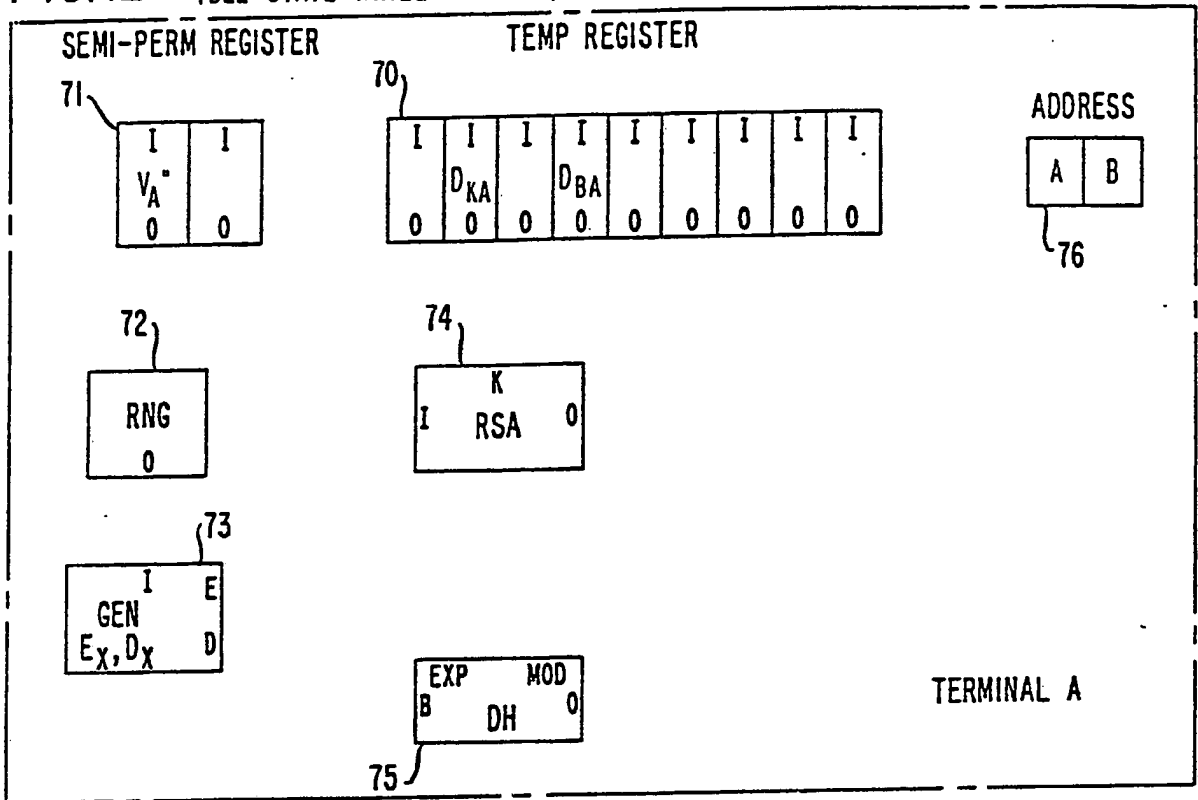 SEMI-PERM REGISTER
TEMP REGISTER
71
70
ADDRESS
I I
I I I I I I I I I
V_A"
D_KA D_BA
A B
0 0
0 0 0 0 0 0 0 0 0
76
72
74
RNG
0
K
I RSA 0
73
I E
GEN
E_X, D_X D
EXP MOD
B DH 0
75
TERMINAL A